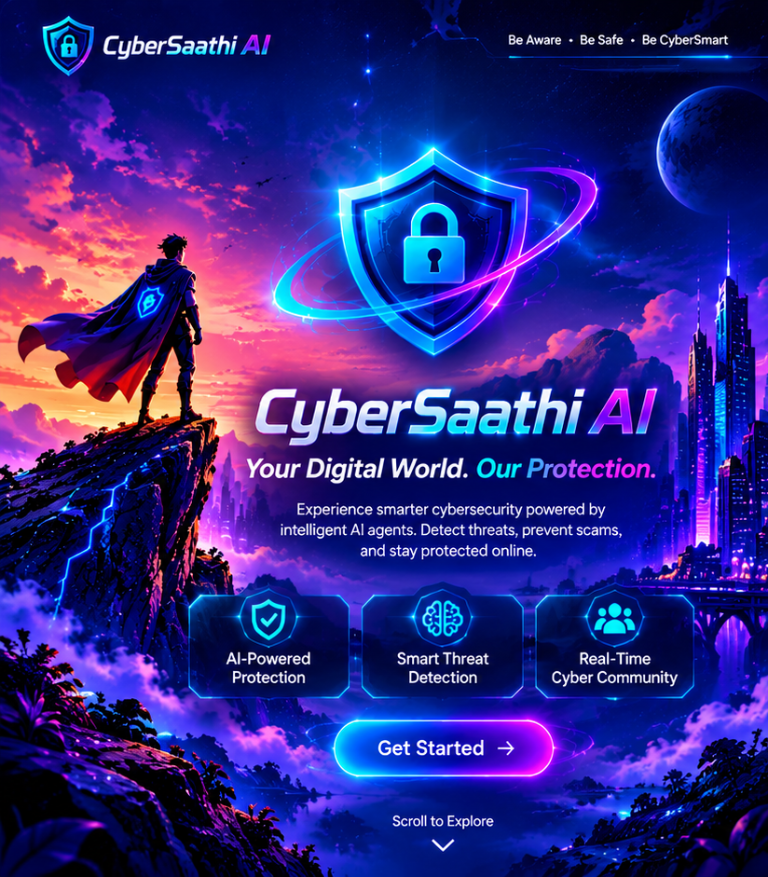 CyberSaathi AI
Be Aware • Be Safe • Be CyberSmart
CyberSaathi AI
Your Digital World. Our Protection.
Experience smarter cybersecurity powered by
intelligent AI agents. Detect threats, prevent scams,
and stay protected online.
AI-Powered
Protection
Smart Threat
Detection
Real-Time
Cyber Community
Get Started →
Scroll to Explore